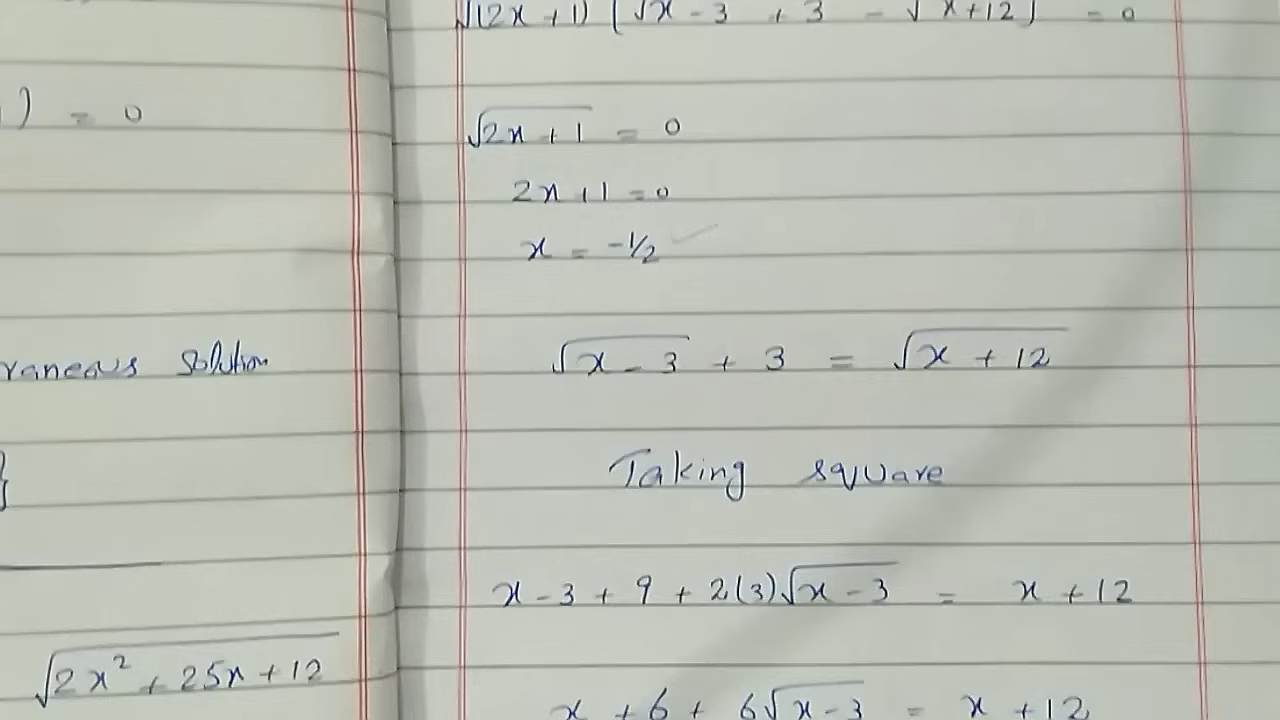 ) = 0
raneous solution
}
√2x² + 25x + 12
√(2x + 1) [√x - 3 + 3 - √x + 12] = 0
√2x + 1 = 0
2x + 1 = 0
x = -1/2 ✓
√x - 3 + 3 = √x + 12
Taking square
x - 3 + 9 + 2(3)√x - 3 = x + 12
x + 6 + 6√x - 3 = x + 12